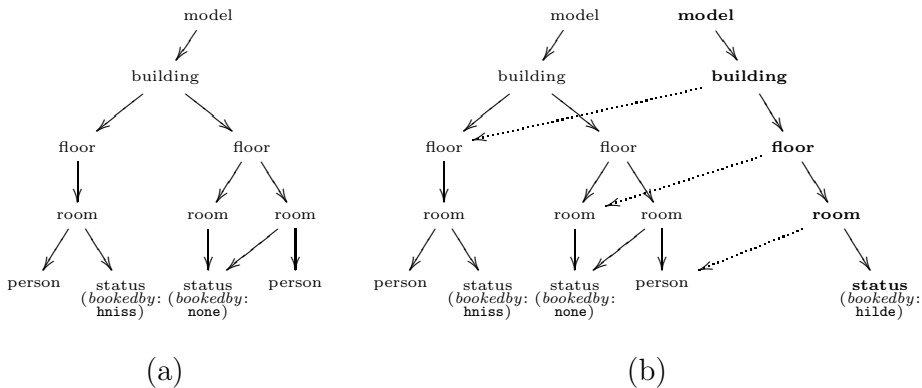 model model model
building building building
floor floor floor floor floor
room room room room room room room
person status status person status status person status
(bookedby: (bookedby: (bookedby: (bookedby: (bookedby:
hniss) none) hniss) none) hilde)
(a) (b)